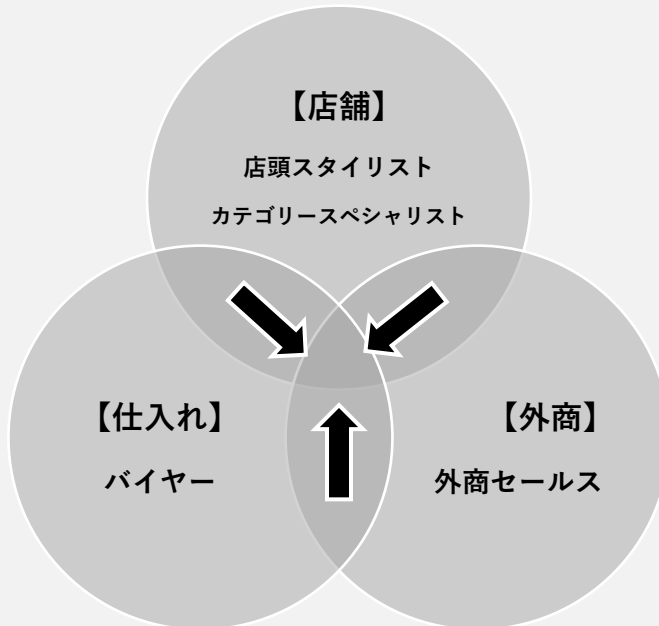 【店舗】
店頭スタイリスト
カテゴリースペシャリスト
【仕入れ】
バイヤー
【外商】
外商セールス